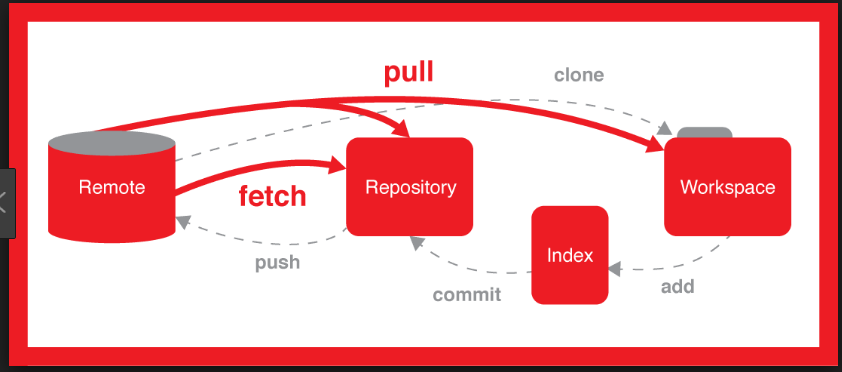 pull
clone
Remote
Repository
Workspace
fetch
Index
push
commit
add